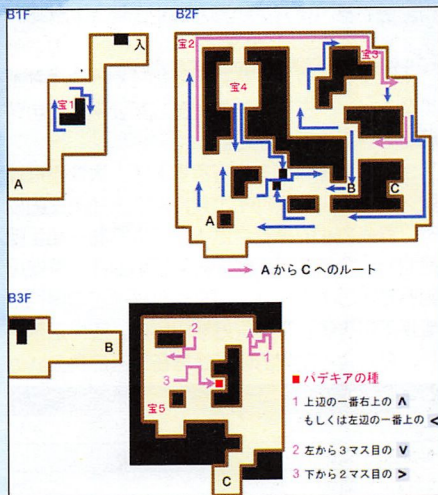 B1F
入
宝1
A
B2F
宝2
宝3
宝4
B
C
A
AからCへのルート
B3F
B
2
1
3
宝5
C
■パデキアの種
1 上辺の一番右上の ∧
もしくは左辺の一番上の <
2 左から3マス目の ∨
3 下から2マス目の >